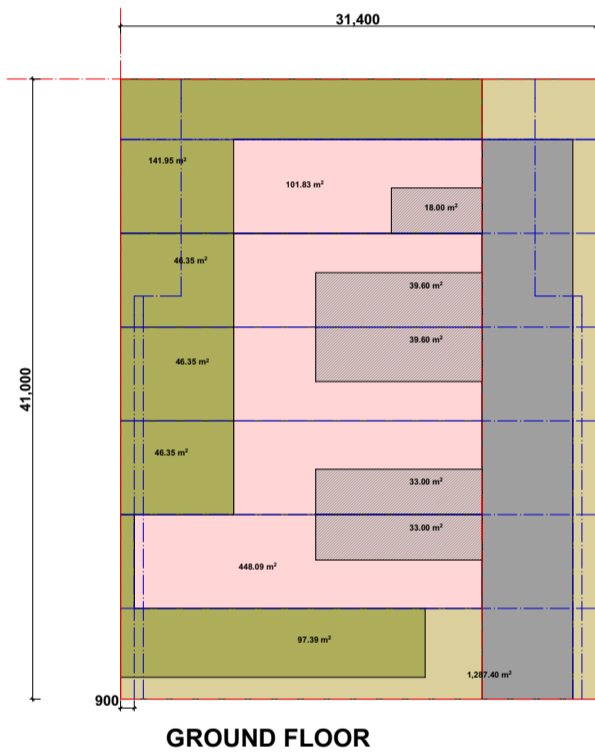 31,400
141.95 m²
101.83 m²
18.00 m²
46.35 m²
39.60 m²
39.60 m²
46.35 m²
41,000
46.35 m²
33.00 m²
33.00 m²
448.09 m²
97.39 m²
1,287.40 m²
900
GROUND FLOOR